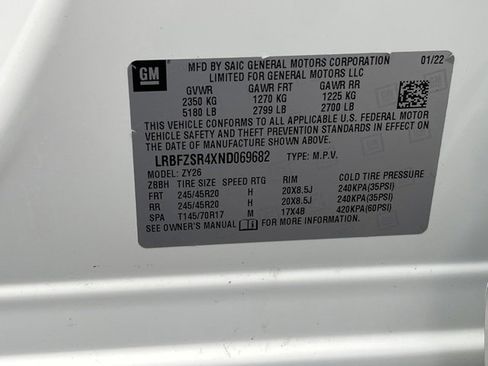 GM
MFD BY SAIC GENERAL MOTORS CORPORATION 01/22
LIMITED FOR GENERAL MOTORS LLC
GVWR GAWR FRT GAWR RR
2350 KG 1270 KG 1225 KG
5180 LB 2799 LB 2700 LB
THIS VEHICLE CONFORMS TO ALL APPLICABLE U.S. FEDERAL MOTOR
VEHICLE SAFETY AND THEFT PREVENTION STANDARDS IN EFFECT ON
THE DATE OF MANUFACTURE SHOWN ABOVE.
LRBFZSR4XND069682 TYPE: M.P.V.
MODEL: ZY26
ZBBH TIRE SIZE SPEED RTG RIM COLD TIRE PRESSURE
FRT 245/45R20 H 20X8.5J 240KPA(35PSI)
RR 245/45R20 H 20X8.5J 240KPA(35PSI)
SPA T145/70R17 M 17X4B 420KPA(60PSI)
SEE OWNER'S MANUAL FOR MORE INFORMATION.